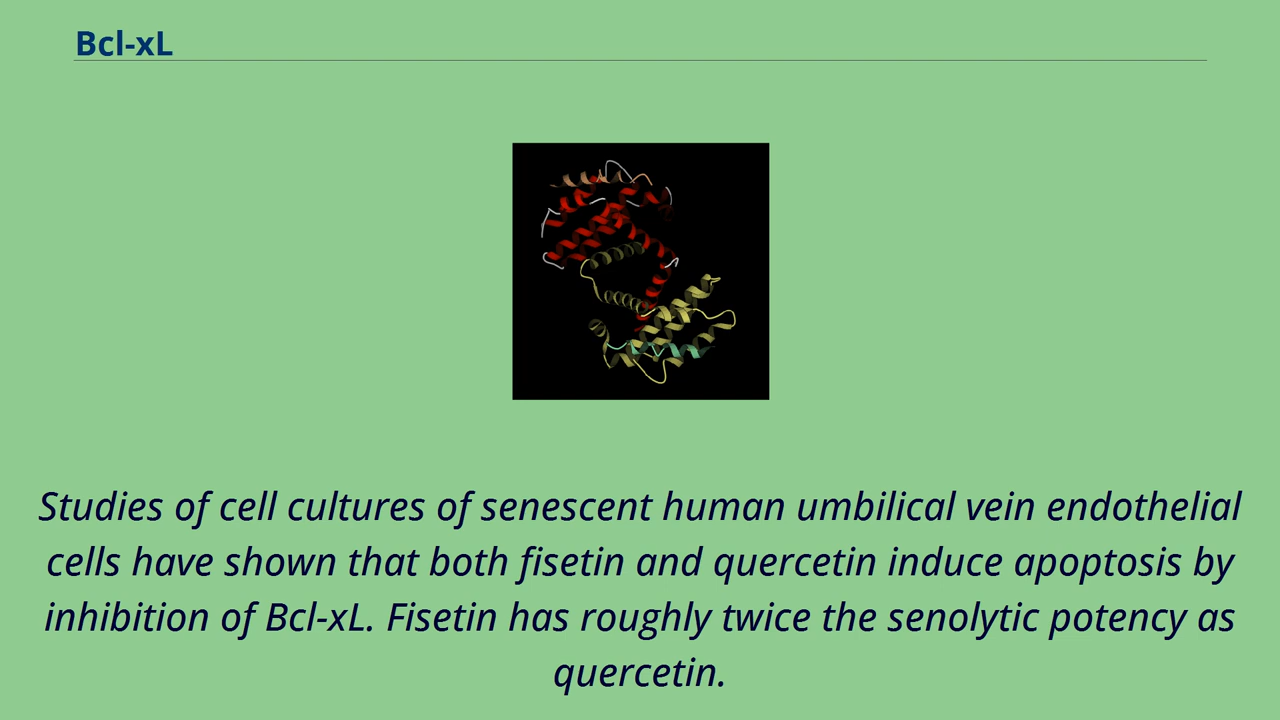 Bcl-xL
Studies of cell cultures of senescent human umbilical vein endothelial
cells have shown that both fisetin and quercetin induce apoptosis by
inhibition of Bcl-xL. Fisetin has roughly twice the senolytic potency as
quercetin.